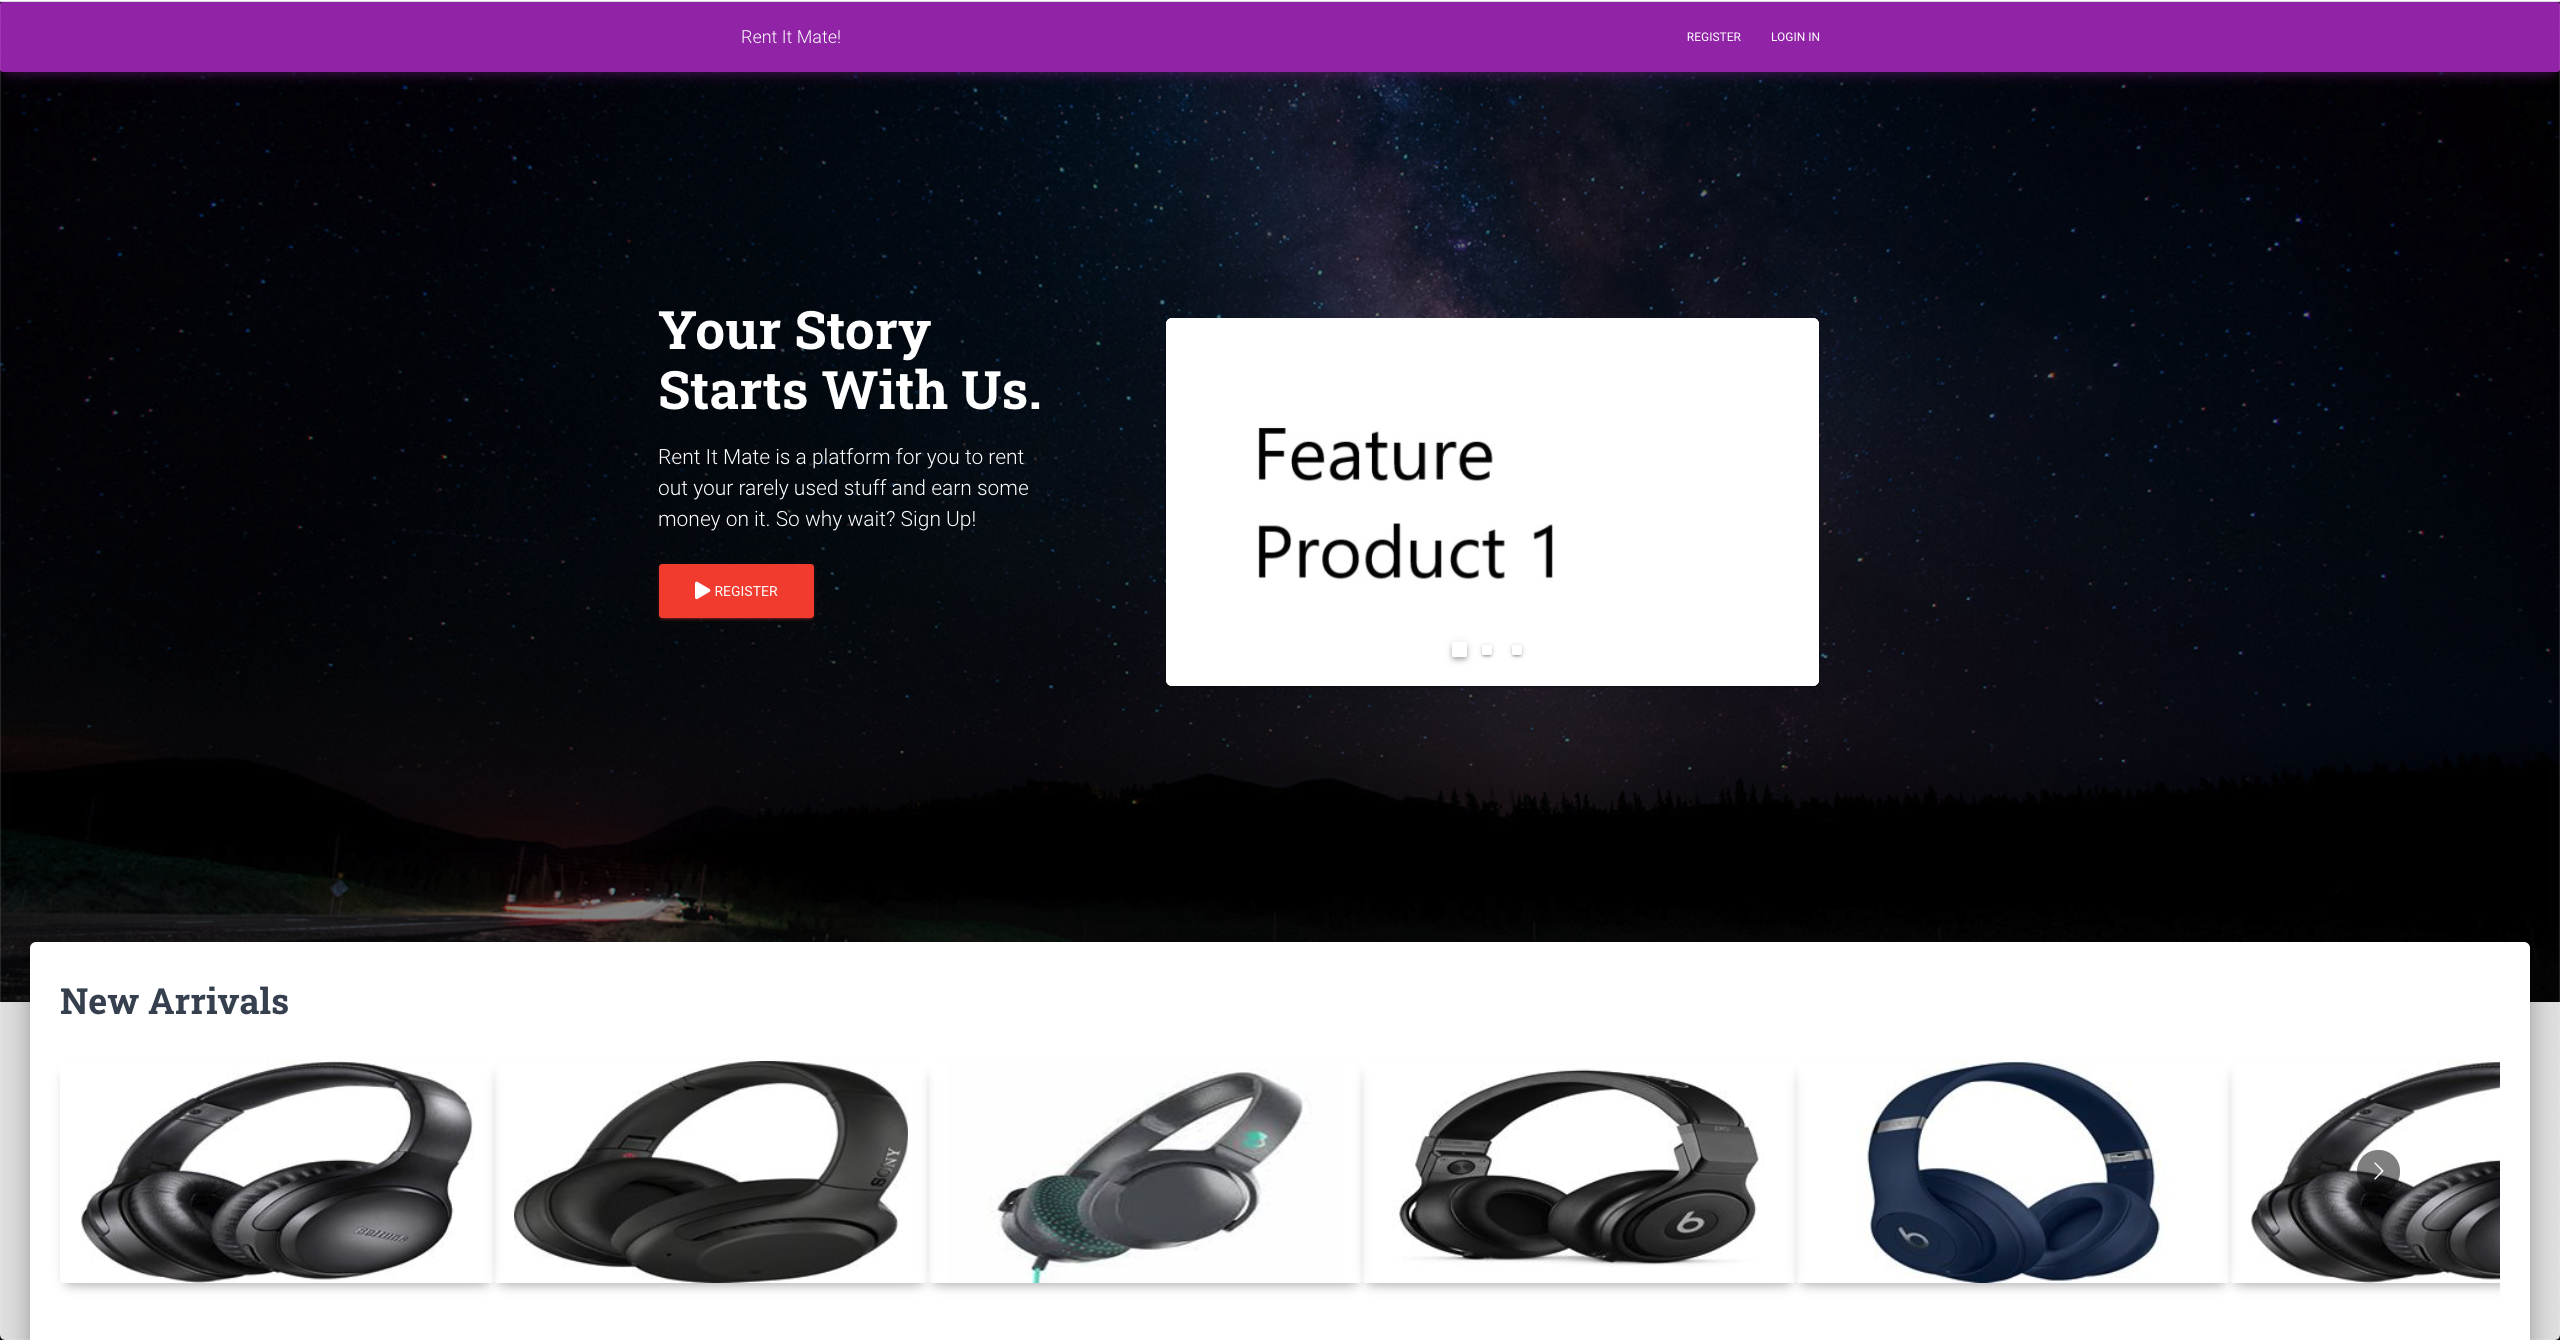 Rent It Mate!
REGISTER LOGIN IN
Your Story
Starts With Us.
Rent It Mate is a platform for you to rent
out your rarely used stuff and earn some
money on it. So why wait? Sign Up!
REGISTER
Feature
Product 1
New Arrivals
SONY
b
b